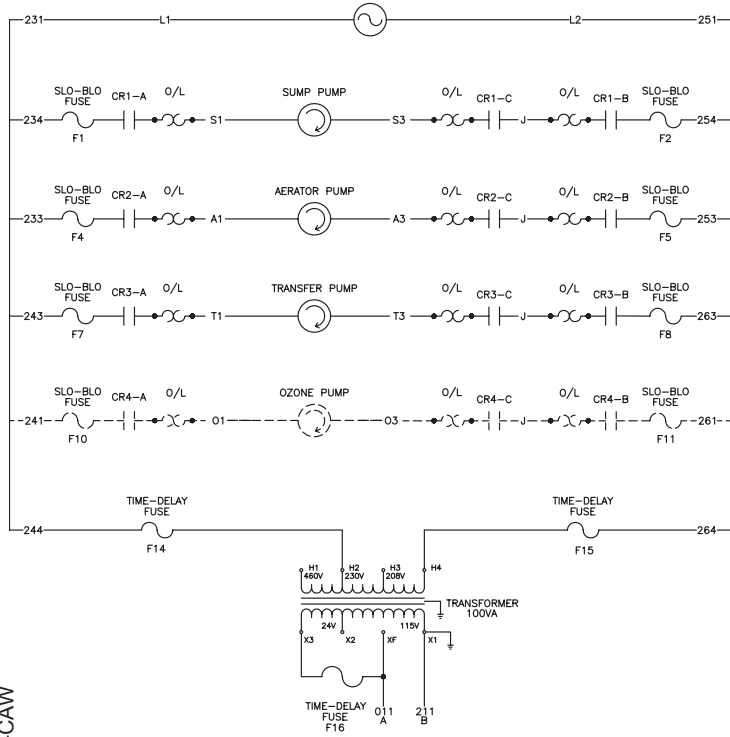 231 L1 L2 251
SLO-BLO FUSE CR1-A O/L SUMP PUMP O/L CR1-C O/L CR1-B SLO-BLO FUSE
234 S1 S3 J 254
F1 F2
SLO-BLO FUSE CR2-A O/L AERATOR PUMP O/L CR2-C O/L CR2-B SLO-BLO FUSE
233 A1 A3 J 253
F4 F5
SLO-BLO FUSE CR3-A O/L TRANSFER PUMP O/L CR3-C O/L CR3-B SLO-BLO FUSE
243 T1 T3 J 263
F7 F8
SLO-BLO FUSE CR4-A O/L OZONE PUMP O/L CR4-C O/L CR4-B SLO-BLO FUSE
241 O1 O3 J 261
F10 F11
TIME-DELAY FUSE TIME-DELAY FUSE
244 264
F14 F15
H1 H2 H3 H4
460V 230V 208V
TRANSFORMER
100VA
24V 115V
X3 X2 XF X1
TIME-DELAY
FUSE
F16
011 211
A B